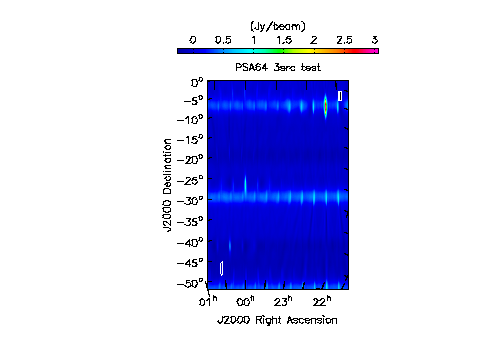 (Jy/beam)
0 0.5 1 1.5 2 2.5 3
PSA64 3src test
0°
−5°
−10°
−15°
−20°
−25°
−30°
−35°
−40°
−45°
−50°
J2000 Declination
01ʰ 00ʰ 23ʰ 22ʰ
J2000 Right Ascension